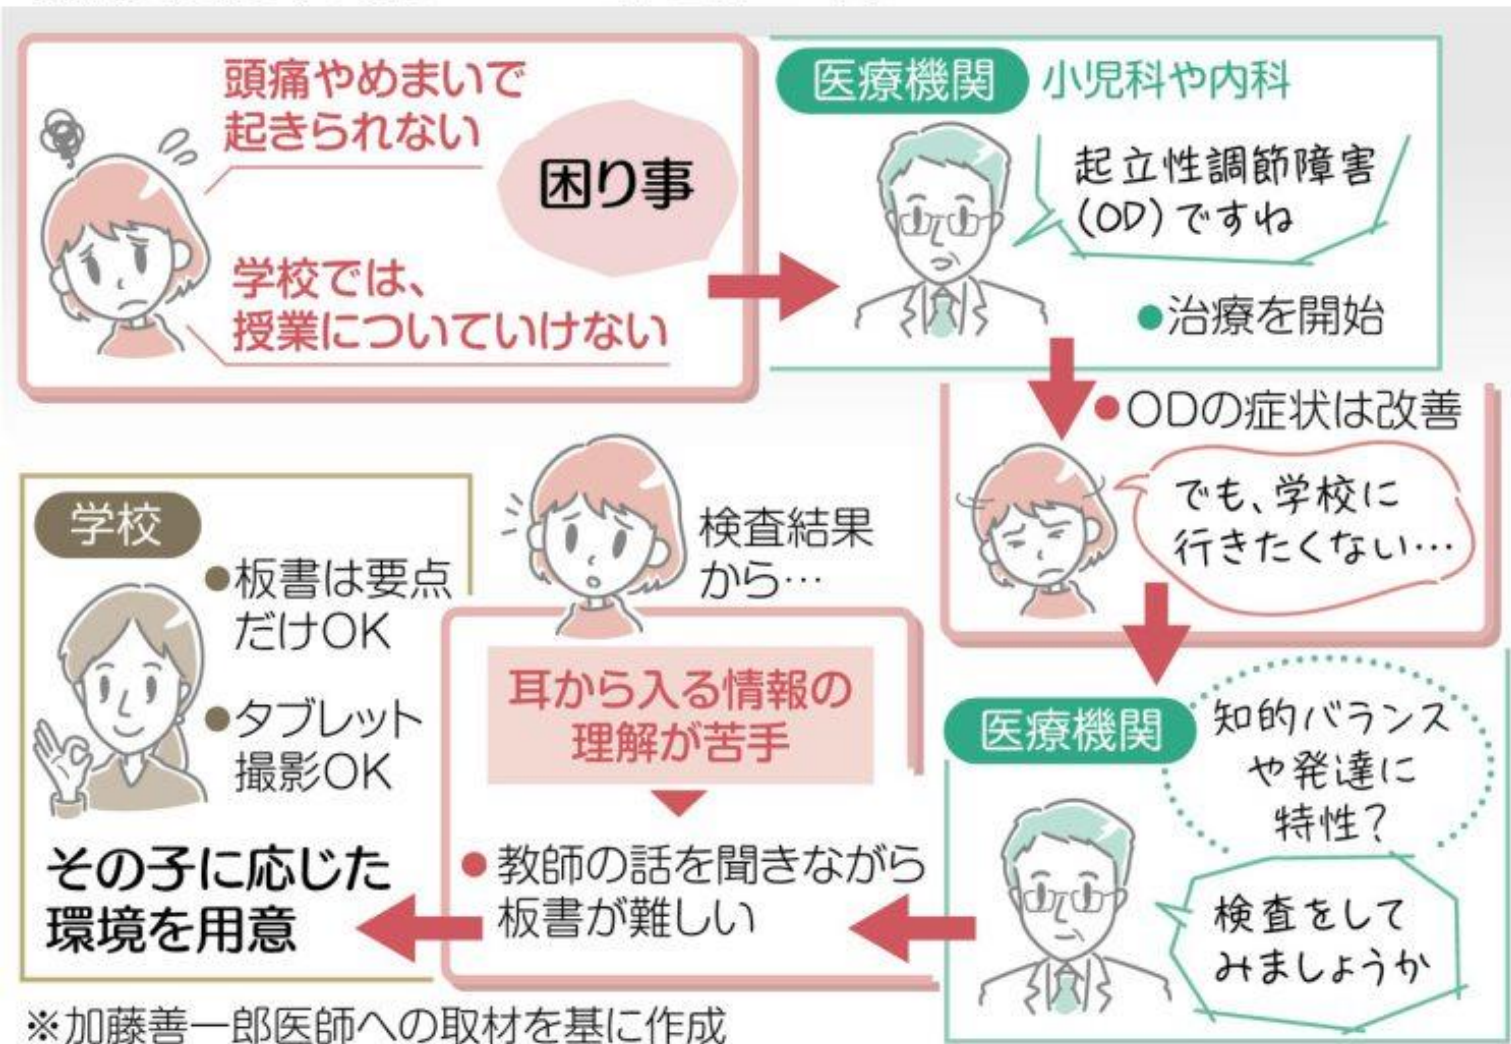 頭痛やめまいで
起きられない
困り事
学校では、
授業についていけない
医療機関
小児科や内科
起立性調節障害
(OD)ですね
●治療を開始
●ODの症状は改善
でも、学校に
行きたくない…
医療機関
知的バランス
や発達に
特性?
検査をして
みましょうか
検査結果
から…
耳から入る情報の
理解が苦手
●教師の話を聞きながら
板書が難しい
学校
●板書は要点
だけOK
●タブレット
撮影OK
その子に応じた
環境を用意
※加藤善一郎医師への取材を基に作成